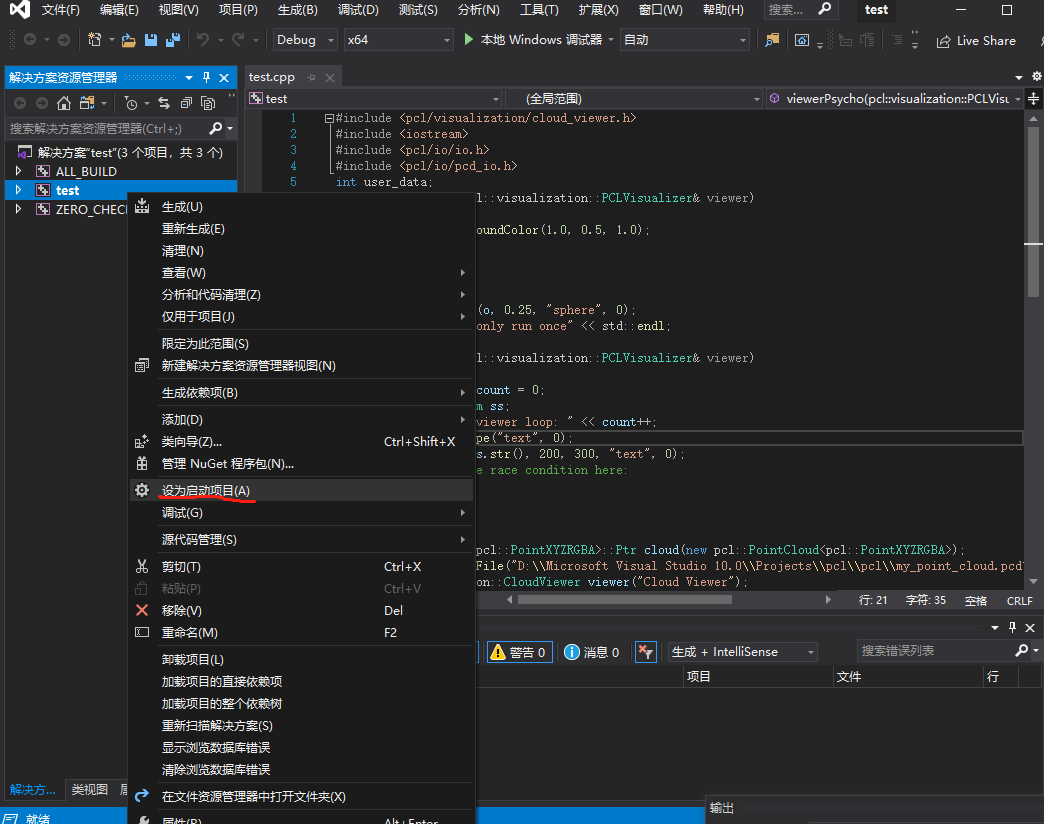 文件(F) 编辑(E) 视图(V) 项目(P) 生成(B) 调试(D) 测试(S) 分析(N) 工具(T) 扩展(X) 窗口(W) 帮助(H) 搜索... test
Debug x64 本地 Windows 调试器 自动 Live Share
解决方案资源管理器
搜索解决方案资源管理器(Ctrl+;)
解决方案"test"(3 个项目，共 3 个)
ALL_BUILD
test
ZERO_CHEC
test.cpp
test (全局范围) viewerPsycho(pcl::visualization::PCLVisu
1 #include <pcl/visualization/cloud_viewer.h>
2 #include <iostream>
3 #include <pcl/io/io.h>
4 #include <pcl/io/pcd_io.h>
5 int user_data;
l::visualization::PCLVisualizer& viewer)
oundColor(1.0, 0.5, 1.0);
(o, 0.25, "sphere", 0);
only run once" << std::endl;
l::visualization::PCLVisualizer& viewer)
count = 0;
m ss;
viewer loop: " << count++;
pe("text", 0);
s.str(), 200, 300, "text", 0);
e race condition here:
pcl::PointXYZRGBA>::Ptr cloud(new pcl::PointCloud<pcl::PointXYZRGBA>);
File("D:\\Microsoft Visual Studio 10.0\\Projects\\pcl\\pcl\\my_point_cloud.pcd
on::CloudViewer viewer("Cloud Viewer");
行: 21 字符: 35 空格 CRLF
生成(U)
重新生成(E)
清理(N)
查看(W)
分析和代码清理(Z)
仅用于项目(J)
限定为此范围(S)
新建解决方案资源管理器视图(N)
生成依赖项(B)
添加(D)
类向导(Z)... Ctrl+Shift+X
管理 NuGet 程序包(N)...
设为启动项目(A)
调试(G)
源代码管理(S)
剪切(T) Ctrl+X
粘贴(P) Ctrl+V
移除(V) Del
重命名(M) F2
卸载项目(L)
加载项目的直接依赖项
加载项目的整个依赖树
重新扫描解决方案(S)
显示浏览数据库错误
清除浏览数据库错误
在文件资源管理器中打开文件夹(X)
属性(R) Alt+Enter
警告 0 消息 0 生成 + IntelliSense 搜索错误列表
项目 文件 行
解决方... 类视图
输出
就绪